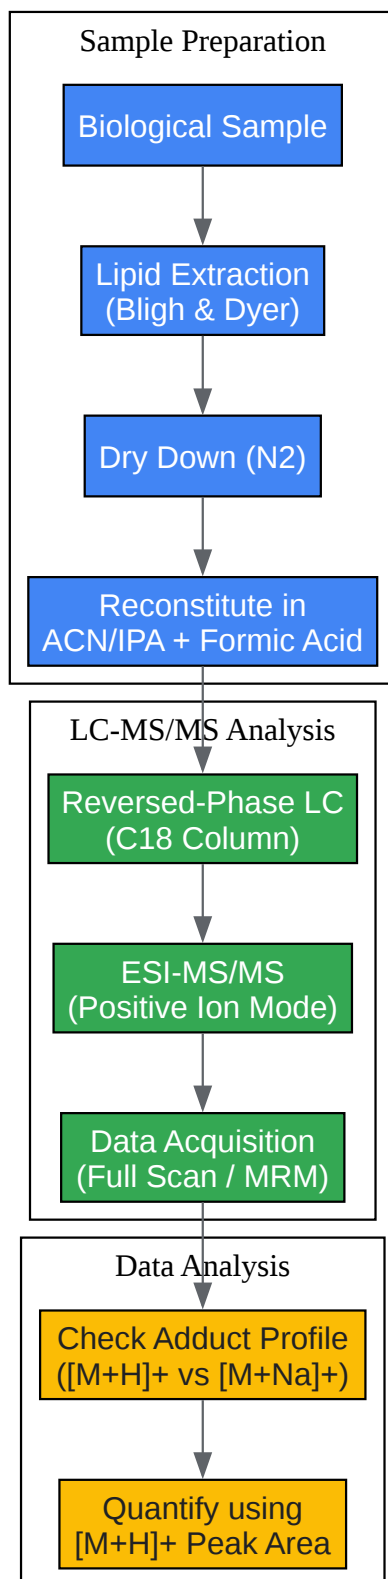 Sample Preparation
Biological Sample
Lipid Extraction
(Bligh & Dyer)
Dry Down (N2)
Reconstitute in
ACN/IPA + Formic Acid
LC-MS/MS Analysis
Reversed-Phase LC
(C18 Column)
ESI-MS/MS
(Positive Ion Mode)
Data Acquisition
(Full Scan / MRM)
Data Analysis
Check Adduct Profile
([M+H]+ vs [M+Na]+)
Quantify using
[M+H]+ Peak Area